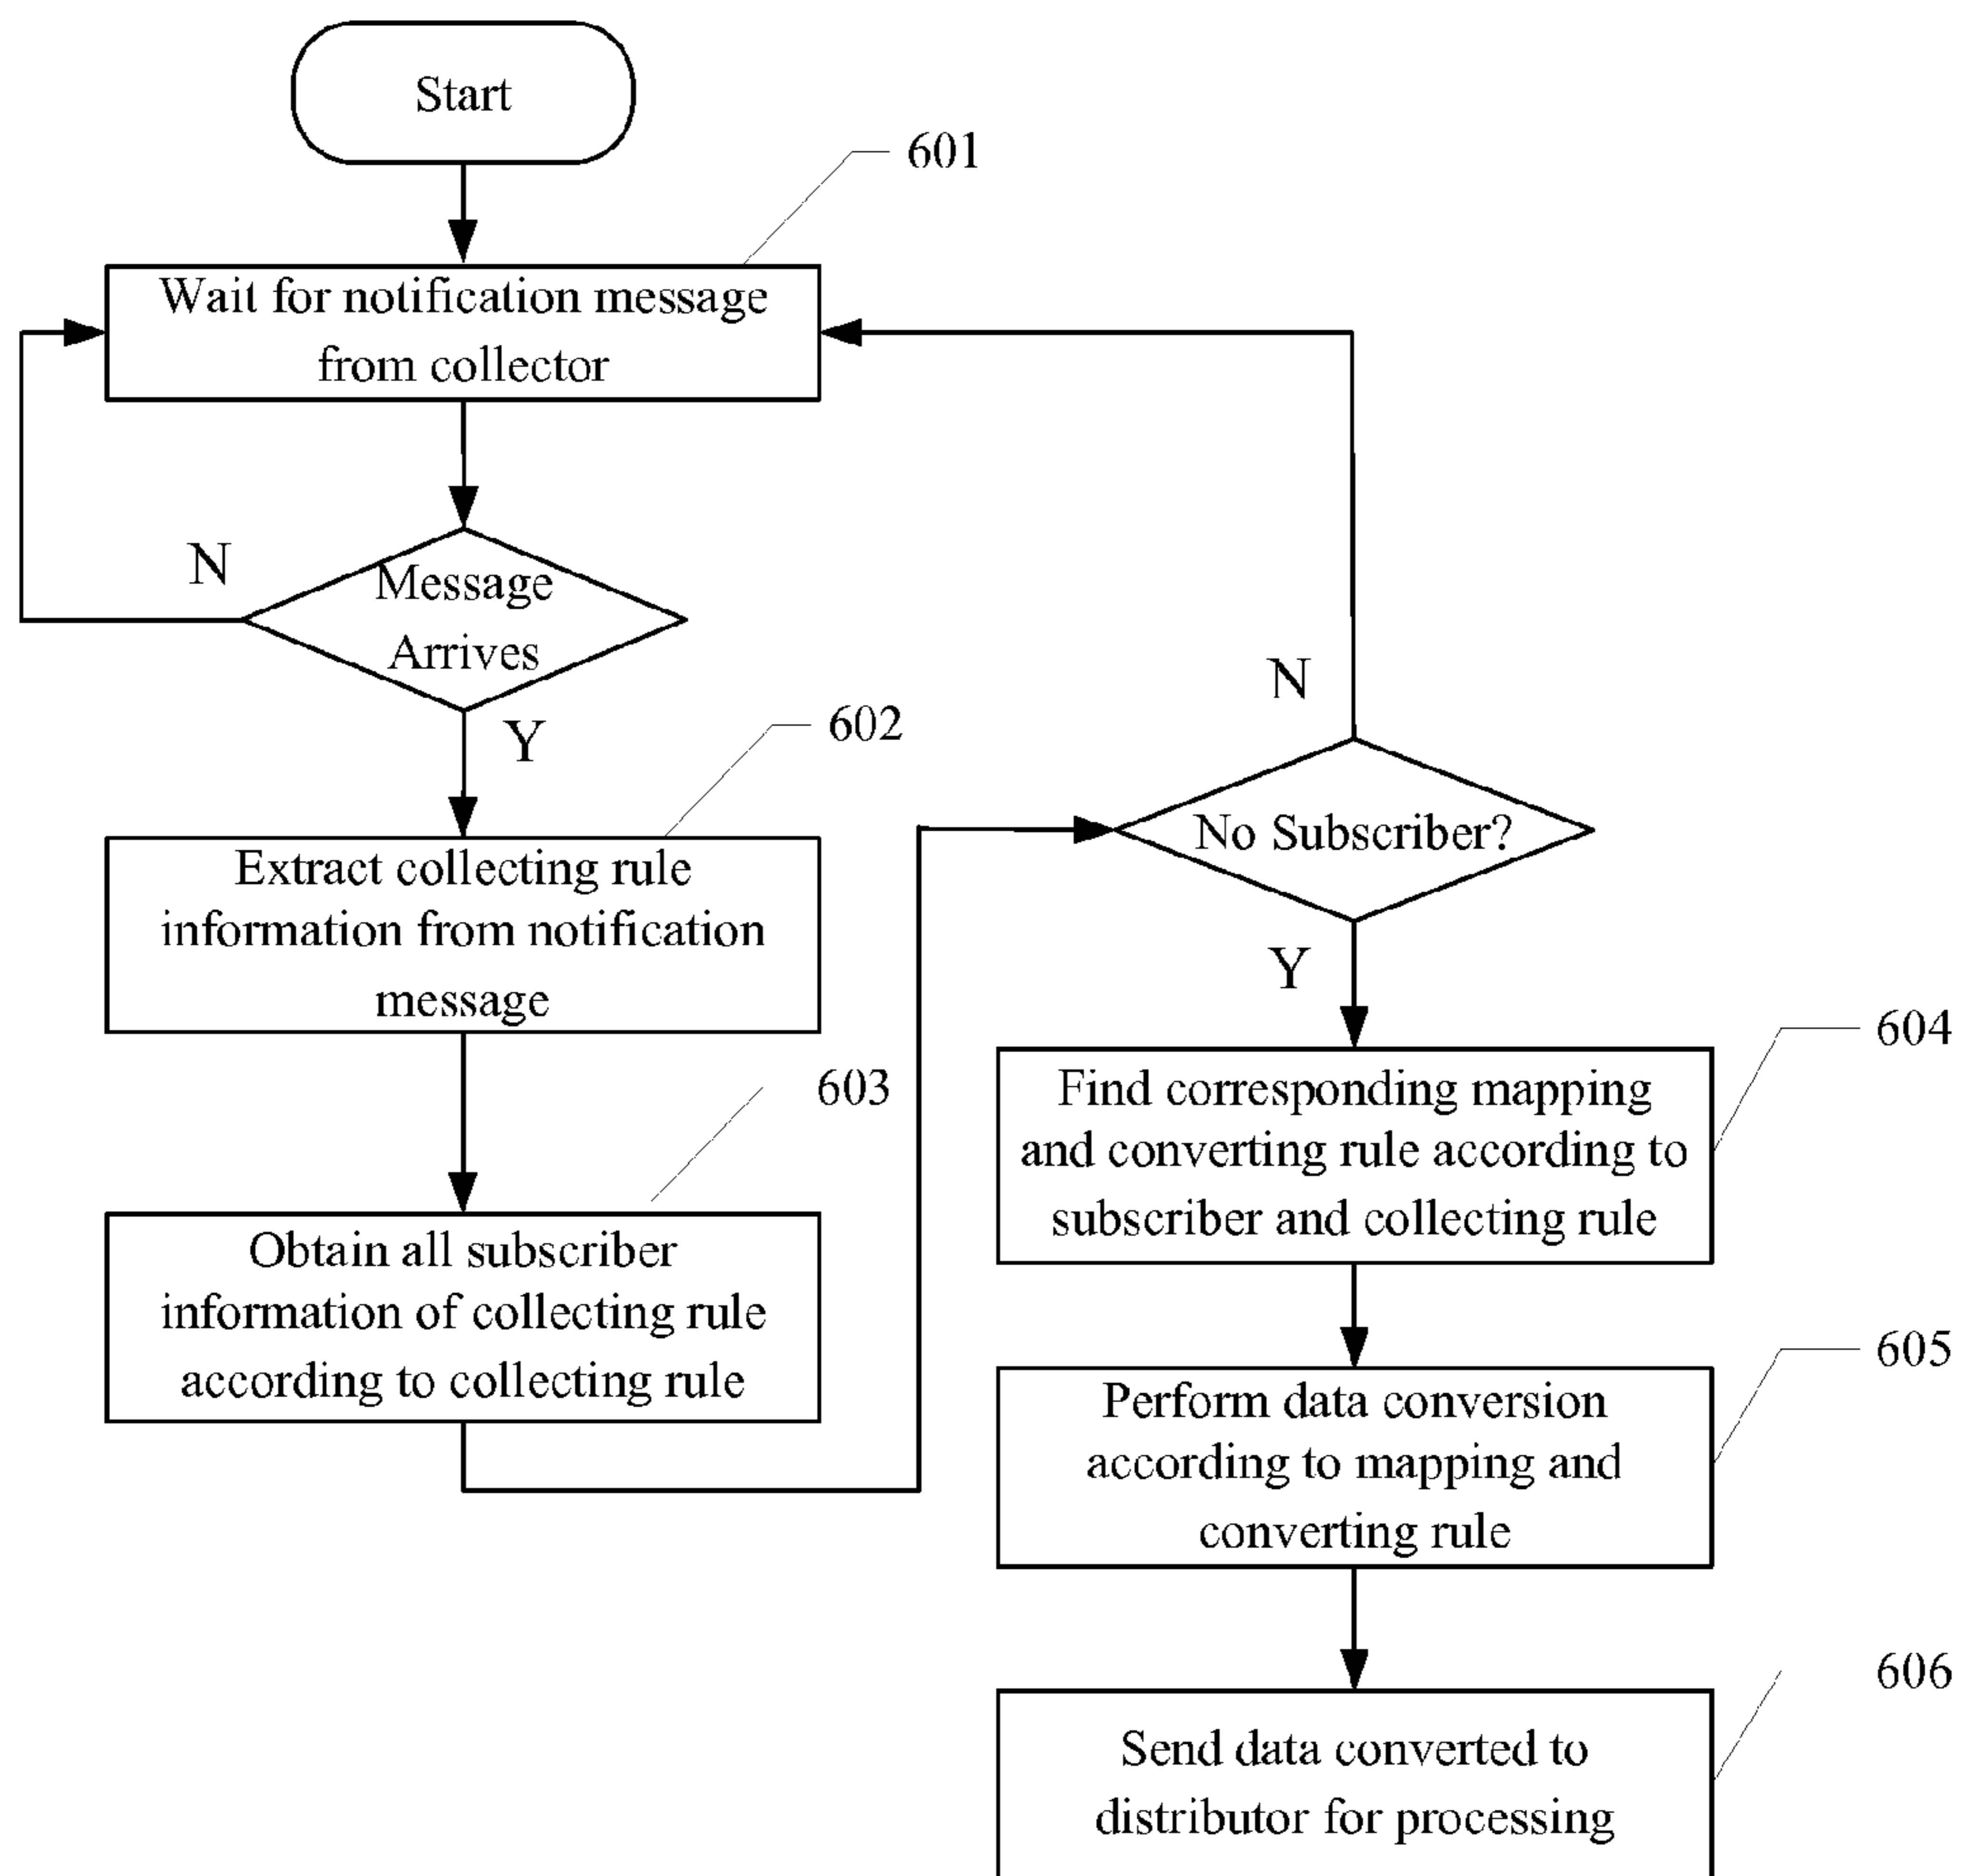 Start
601
Wait for notification message
from collector
N
Message
Arrives
Y
602
Extract collecting rule
information from notification
message
603
Obtain all subscriber
information of collecting rule
according to collecting rule
N
No Subscriber?
Y
604
Find corresponding mapping
and converting rule according to
subscriber and collecting rule
605
Perform data conversion
according to mapping and
converting rule
606
Send data converted to
distributor for processing